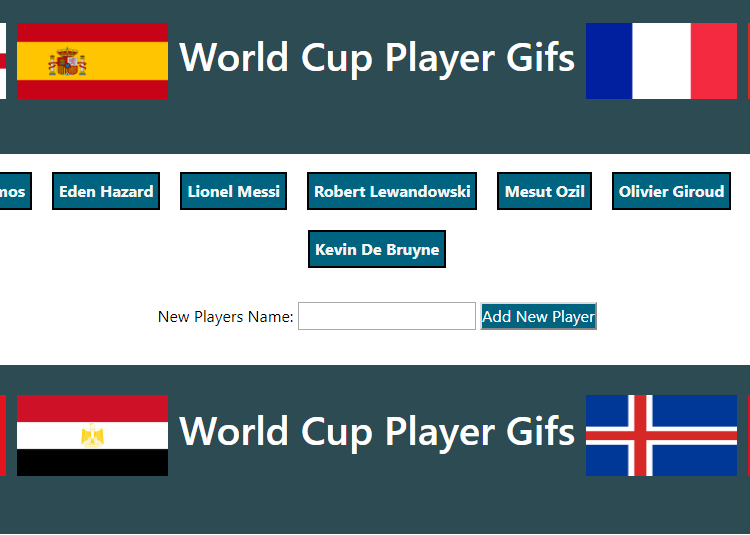 World Cup Player Gifs
mos Eden Hazard Lionel Messi Robert Lewandowski Mesut Ozil Olivier Giroud
Kevin De Bruyne
New Players Name: Add New Player
World Cup Player Gifs